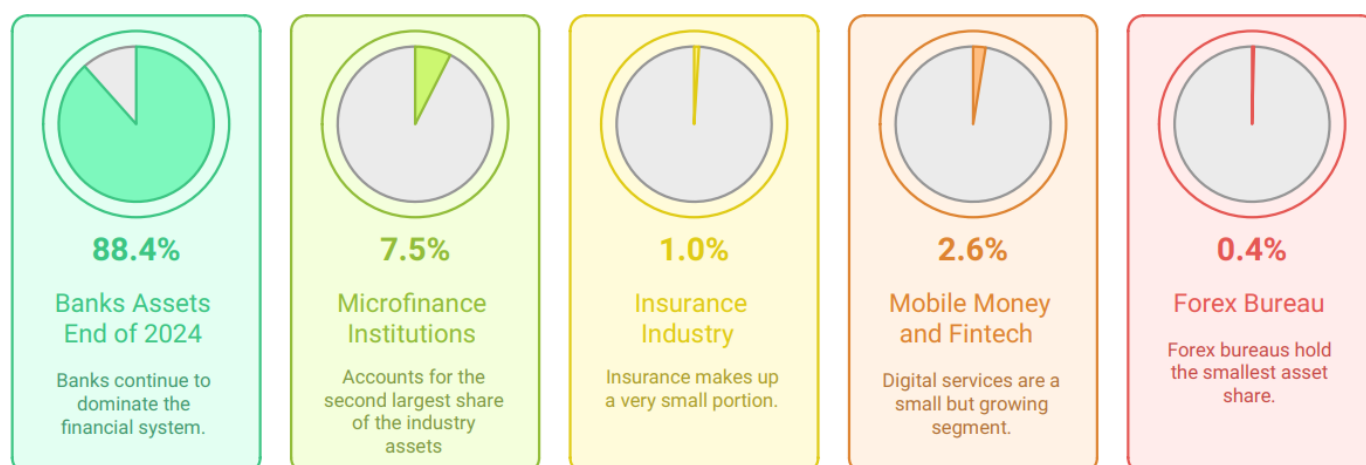 88.4%
Banks Assets
End of 2024
Banks continue to
dominate the
financial system.
7.5%
Microfinance
Institutions
Accounts for the
second largest share
of the industry
assets
1.0%
Insurance
Industry
Insurance makes up
a very small portion.
2.6%
Mobile Money
and Fintech
Digital services are a
small but growing
segment.
0.4%
Forex Bureau
Forex bureaus hold
the smallest asset
share.